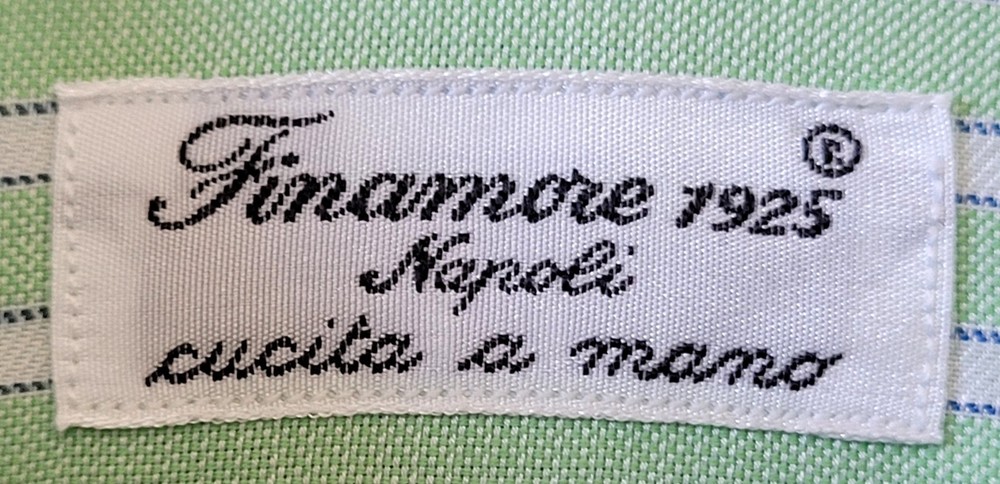 Finamore 1925®
Napoli
cucita a mano